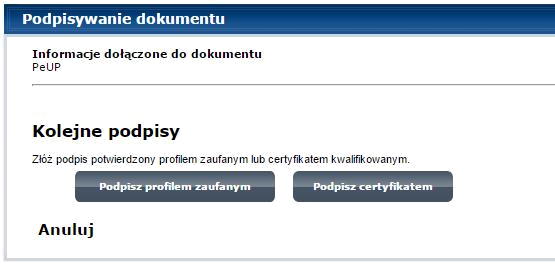 Podpisywanie dokumentu
Informacje dołączone do dokumentu
PeUP
Kolejne podpisy
Złóż podpis potwierdzony profilem zaufanym lub certyfikatem kwalifikowanym.
Podpisz profilem zaufanym Podpisz certyfikatem
Anuluj